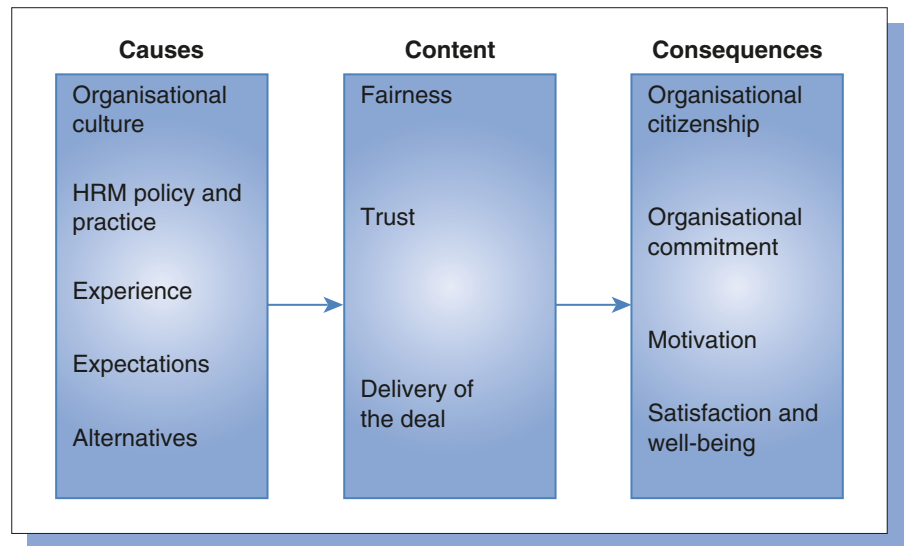 Causes
Organisational
culture
HRM policy and
practice
Experience
Expectations
Alternatives
Content
Fairness
Trust
Delivery of
the deal
Consequences
Organisational
citizenship
Organisational
commitment
Motivation
Satisfaction and
well-being